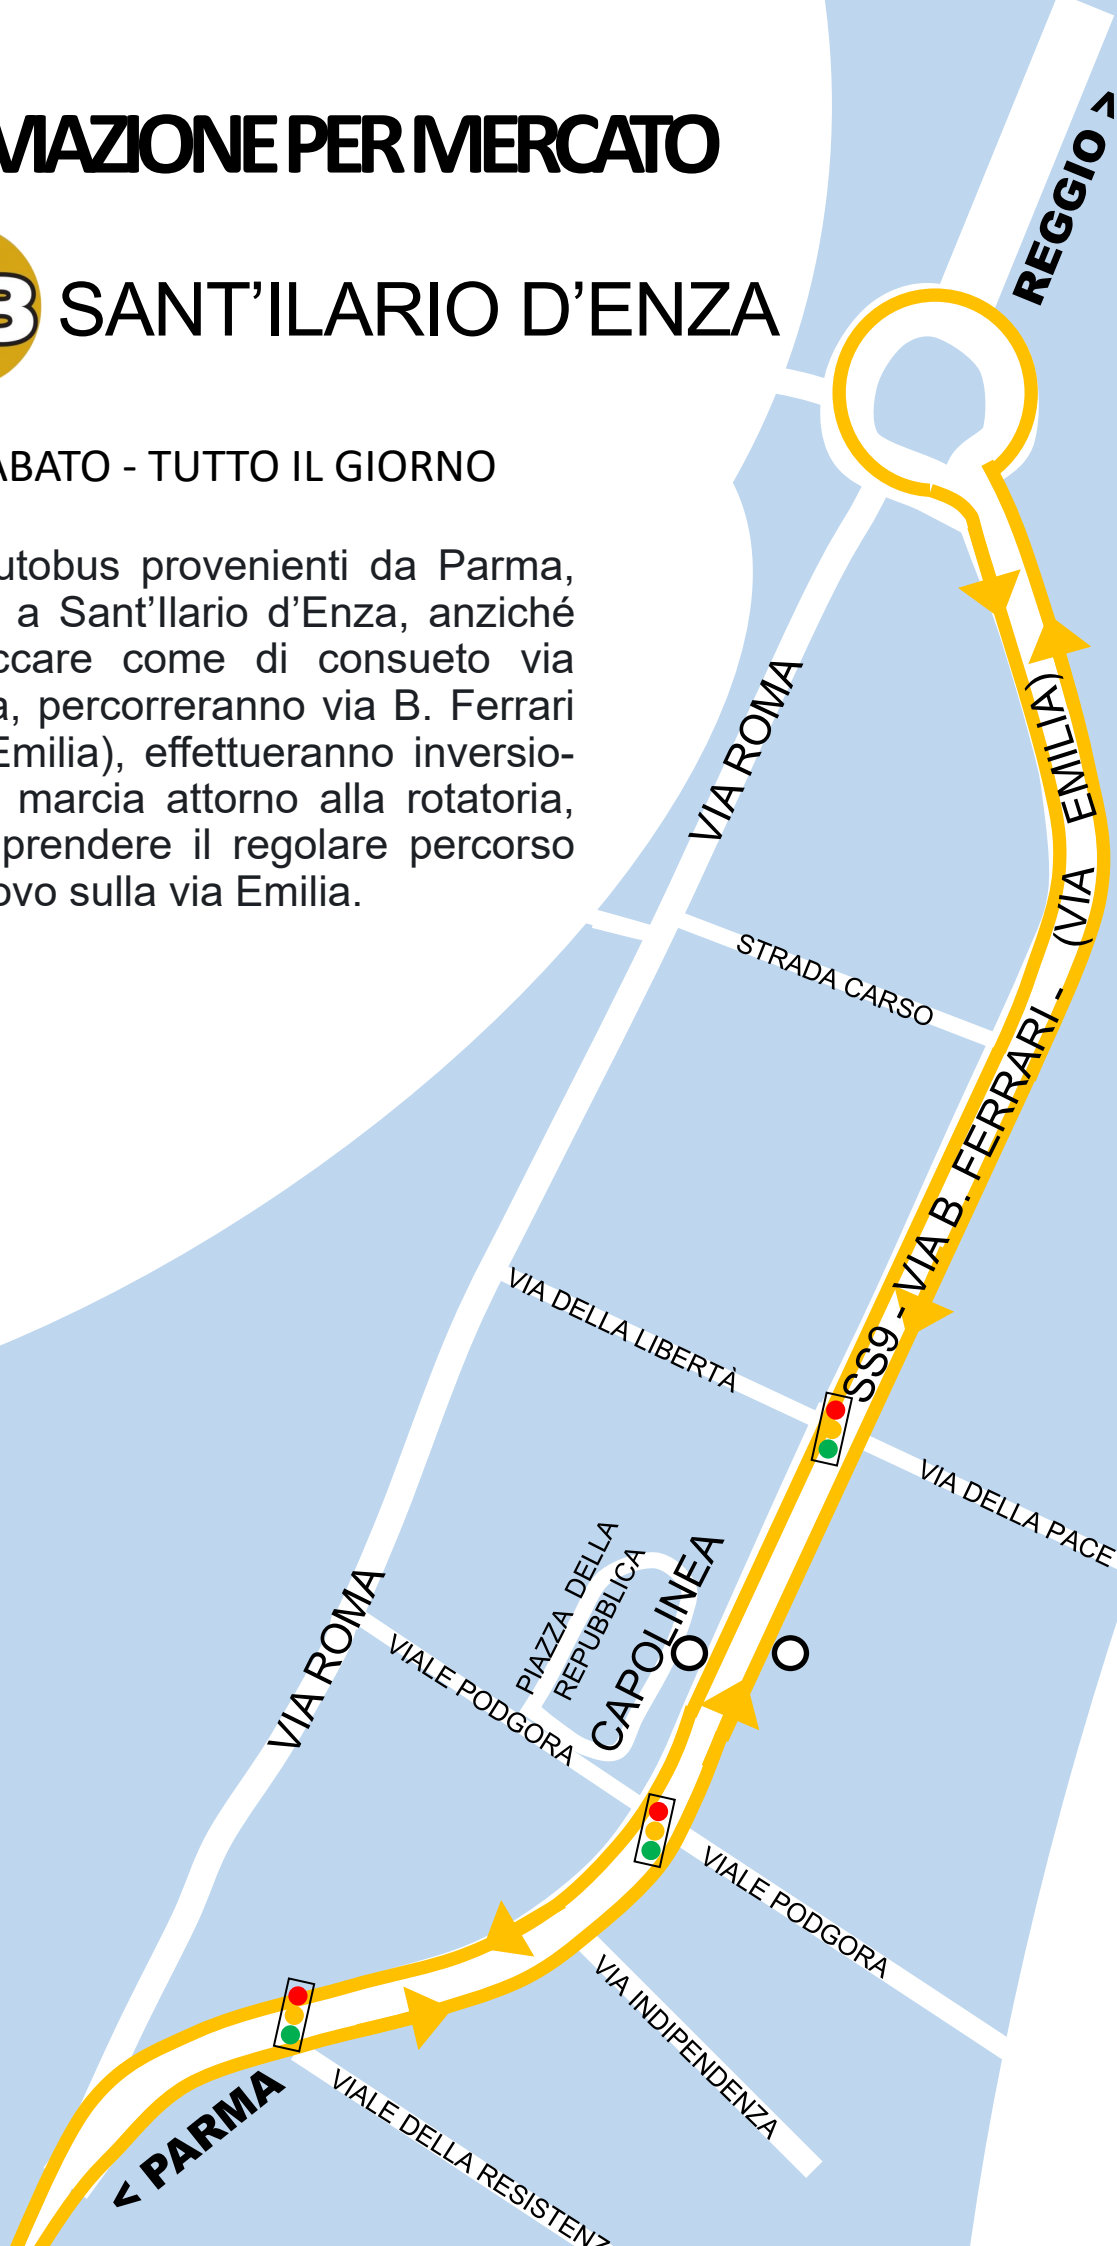 MAZIONE PER MERCATO
3 SANT’ILARIO D’ENZA
ABATO - TUTTO IL GIORNO
utobus provenienti da Parma,
a Sant’Ilario d’Enza, anziché
ccare come di consueto via
a, percorreranno via B. Ferrari
Emilia), effettueranno inversio-
marcia attorno alla rotatoria,
prendere il regolare percorso
ovo sulla via Emilia.
REGGIO >
VIA ROMA
SS9 - VIA B. FERRARI - (VIA EMILIA)
STRADA CARSO
VIA DELLA LIBERTÀ
VIA DELLA PACE
PIAZZA DELLA
REPUBBLICA
CAPOLINEA
VIA ROMA
VIALE PODGORA
VIALE PODGORA
VIA INDIPENDENZA
< PARMA
VIALE DELLA RESISTENZ